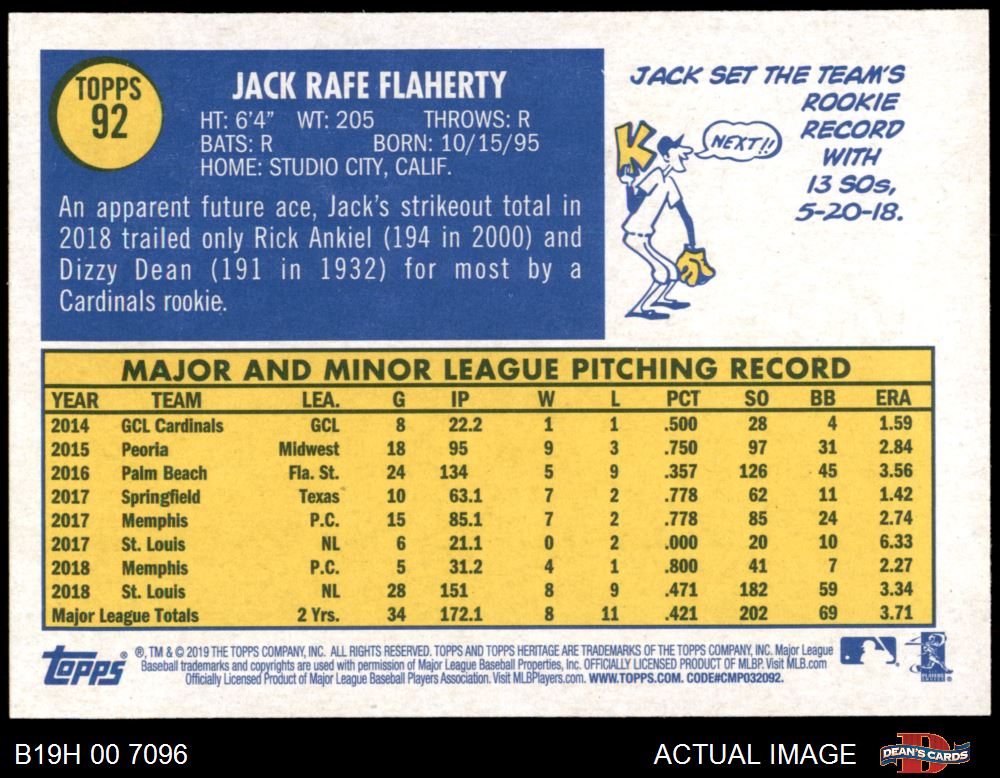 TOPPS
92
JACK RAFE FLAHERTY
HT: 6'4" WT: 205 THROWS: R
BATS: R BORN: 10/15/95
HOME: STUDIO CITY, CALIF.
An apparent future ace, Jack's strikeout total in
2018 trailed only Rick Ankiel (194 in 2000) and
Dizzy Dean (191 in 1932) for most by a
Cardinals rookie.
JACK SET THE TEAM'S
ROOKIE
RECORD
WITH
13 SOs,
5-20-18.
K
NEXT!!
MAJOR AND MINOR LEAGUE PITCHING RECORD
YEAR TEAM LEA. G IP W L PCT SO BB ERA
2014 GCL Cardinals GCL 8 22.2 1 1 .500 28 4 1.59
2015 Peoria Midwest 18 95 9 3 .750 97 31 2.84
2016 Palm Beach Fla. St. 24 134 5 9 .357 126 45 3.56
2017 Springfield Texas 10 63.1 7 2 .778 62 11 1.42
2017 Memphis P.C. 15 85.1 7 2 .778 85 24 2.74
2017 St. Louis NL 6 21.1 0 2 .000 20 10 6.33
2018 Memphis P.C. 5 31.2 4 1 .800 41 7 2.27
2018 St. Louis NL 28 151 8 9 .471 182 59 3.34
Major League Totals 2 Yrs. 34 172.1 8 11 .421 202 69 3.71
TOPPS ®
®, TM & © 2019 THE TOPPS COMPANY, INC. ALL RIGHTS RESERVED. TOPPS AND TOPPS HERITAGE ARE TRADEMARKS OF THE TOPPS COMPANY, INC. Major League
Baseball trademarks and copyrights are used with permission of Major League Baseball Properties, Inc. OFFICIALLY LICENSED PRODUCT OF MLBP. Visit MLB.com
Officially Licensed Product of Major League Baseball Players Association. Visit MLBPlayers.com. WWW.TOPPS.COM. CODE#CMP032092.
B19H 00 7096
ACTUAL IMAGE
DEAN'S CARDS